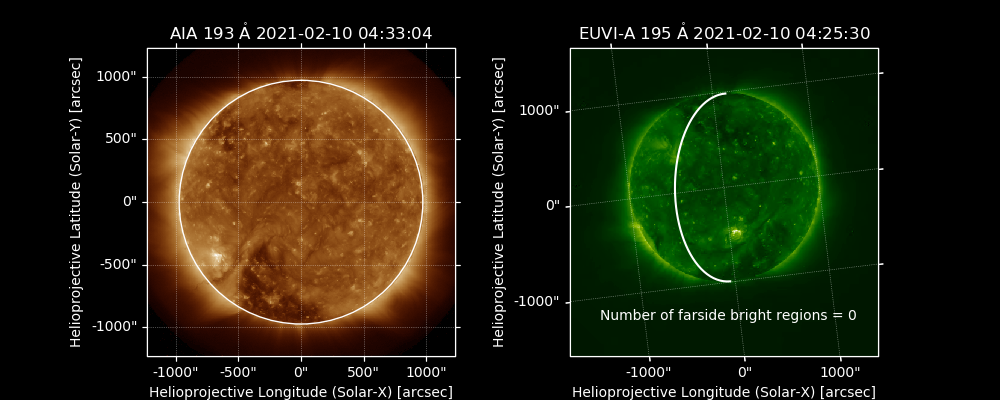 AIA 193 Å 2021-02-10 04:33:04
Helioprojective Latitude (Solar-Y) [arcsec]
1000"
500"
0"
-500"
-1000"
-1000"
-500"
0"
500"
1000"
Helioprojective Longitude (Solar-X) [arcsec]
EUVI-A 195 Å 2021-02-10 04:25:30
Helioprojective Latitude (Solar-Y) [arcsec]
1000"
0"
-1000"
Number of farside bright regions = 0
-1000"
0"
1000"
Helioprojective Longitude (Solar-X) [arcsec]